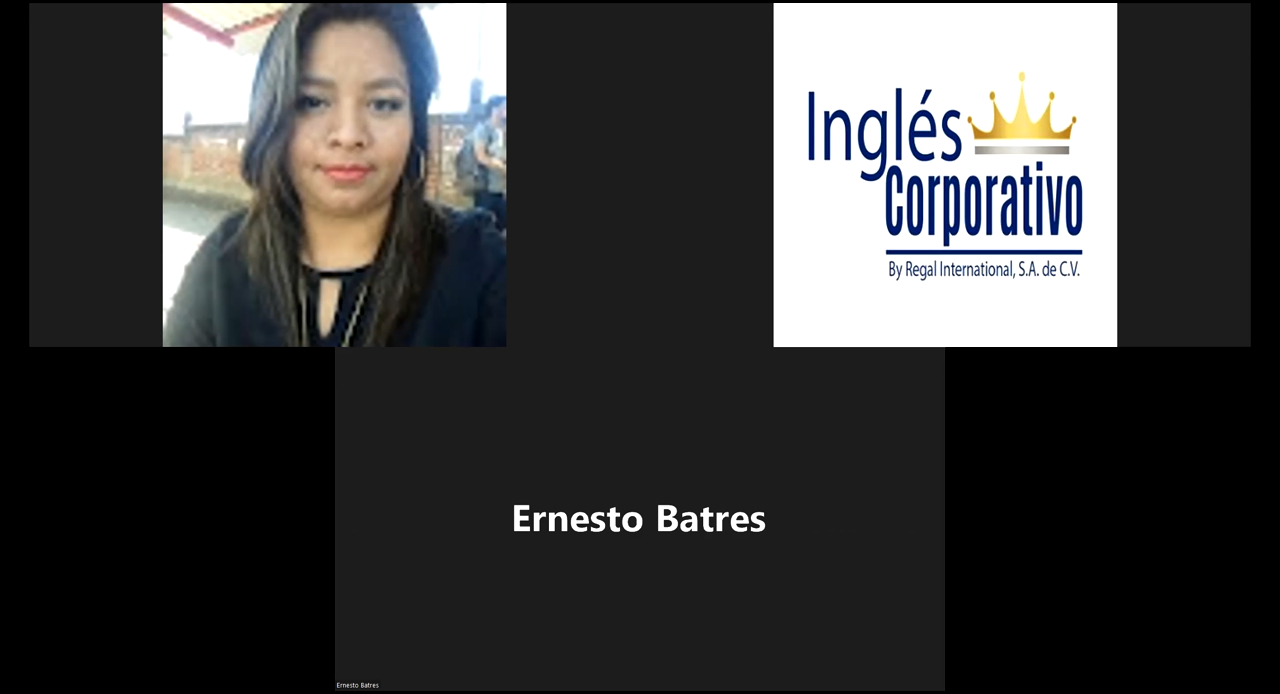 Inglés
Corporativo
By Regal International, S.A. de C.V.
Ernesto Batres
Ernesto Batres